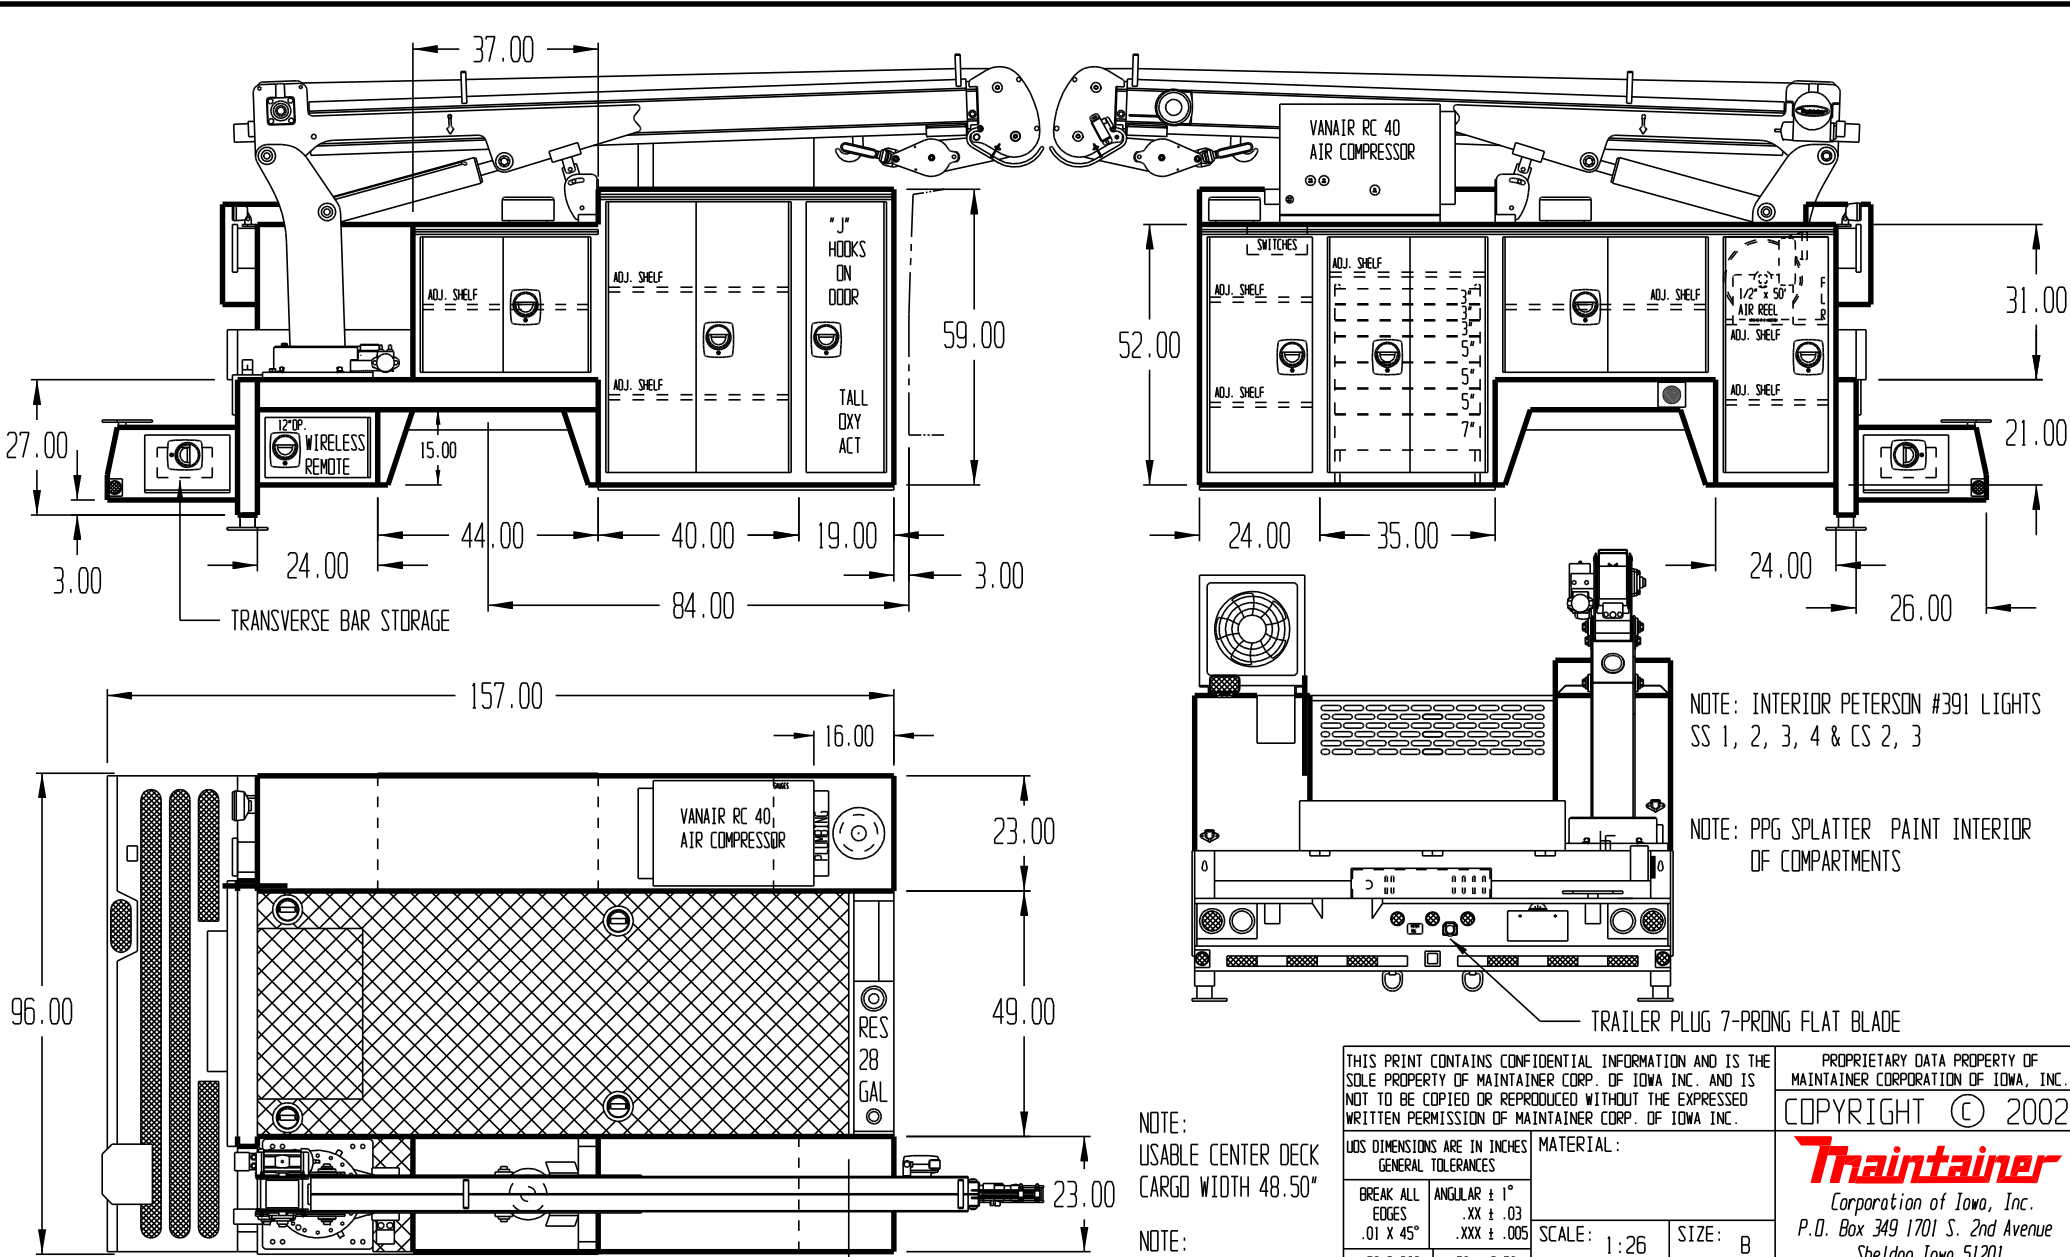 37.00
VANAIR RC 40
AIR COMPRESSOR
"J"
HOOKS
ON
DOOR
ADJ. SHELF
ADJ. SHELF
ADJ. SHELF
TALL
OXY
ACT
59.00
12"OP.
WIRELESS
REMOTE
15.00
27.00
3.00
24.00
44.00
40.00
19.00
3.00
84.00
TRANSVERSE BAR STORAGE
SWITCHES
ADJ. SHELF
ADJ. SHELF
ADJ. SHELF
3"
3"
3"
5"
5"
5"
7"
ADJ. SHELF
1/2" x 50'
AIR REEL
F
L
R
ADJ. SHELF
ADJ. SHELF
52.00
31.00
21.00
24.00
35.00
24.00
26.00
157.00
16.00
GAUGES
VANAIR RC 40
AIR COMPRESSOR
PLUMBING
23.00
96.00
49.00
RES
28
GAL
23.00
NOTE: INTERIOR PETERSON #391 LIGHTS
SS 1, 2, 3, 4 & CS 2, 3
NOTE: PPG SPLATTER PAINT INTERIOR
OF COMPARTMENTS
TRAILER PLUG 7-PRONG FLAT BLADE
NOTE:
USABLE CENTER DECK
CARGO WIDTH 48.50"
NOTE:
THIS PRINT CONTAINS CONFIDENTIAL INFORMATION AND IS THE
SOLE PROPERTY OF MAINTAINER CORP. OF IOWA INC. AND IS
NOT TO BE COPIED OR REPRODUCED WITHOUT THE EXPRESSED
WRITTEN PERMISSION OF MAINTAINER CORP. OF IOWA INC.
PROPRIETARY DATA PROPERTY OF
MAINTAINER CORPORATION OF IOWA, INC.
COPYRIGHT © 2002
UOS DIMENSIONS ARE IN INCHES
GENERAL TOLERANCES
MATERIAL:
BREAK ALL
EDGES
.01 X 45°
ANGULAR ± 1°
.XX ± .03
.XXX ± .005
SCALE: 1:26
SIZE: B
Maintainer
Corporation of Iowa, Inc.
P.O. Box 349 1701 S. 2nd Avenue
Sheldon, Iowa 51201